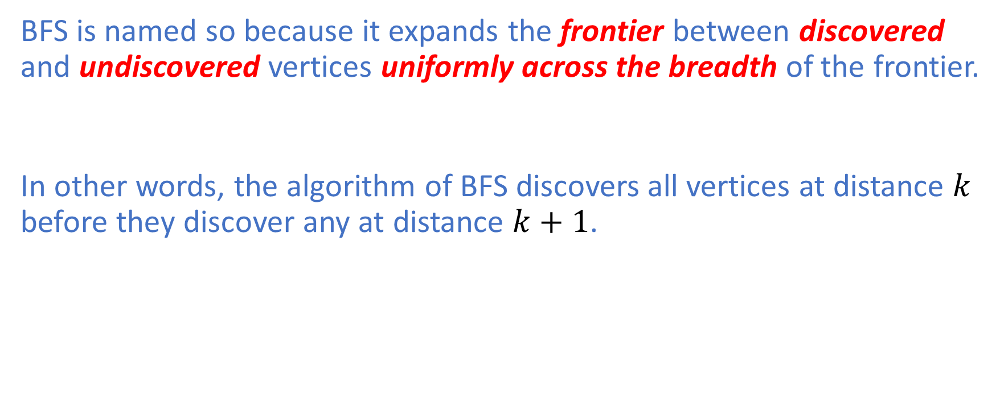 BFS is named so because it expands the frontier between discovered
and undiscovered vertices uniformly across the breadth of the frontier.
In other words, the algorithm of BFS discovers all vertices at distance k
before they discover any at distance k + 1.